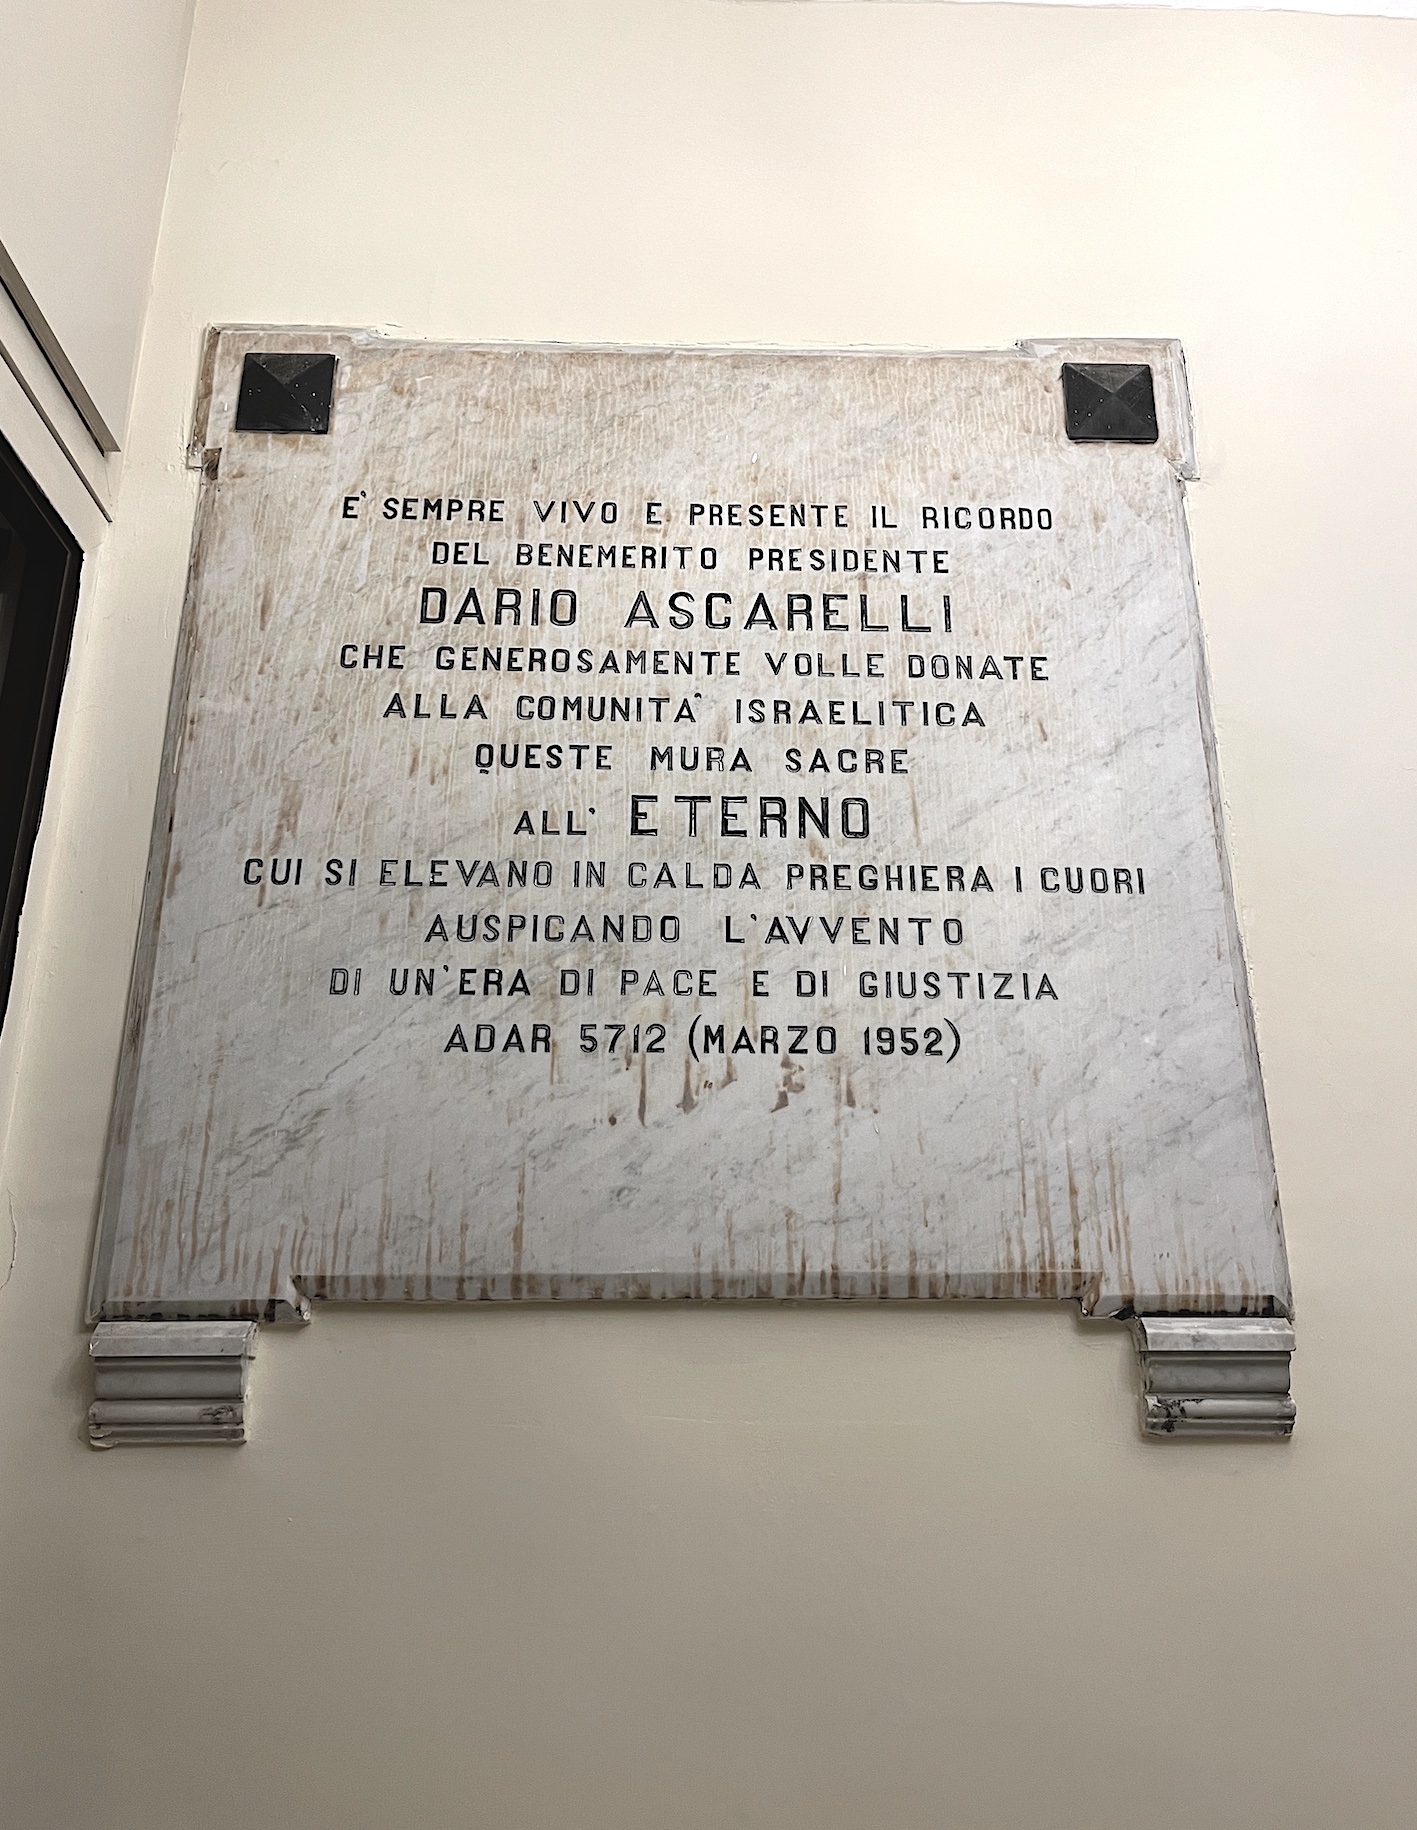 E' SEMPRE VIVO E PRESENTE IL RICORDO
DEL BENEMERITO PRESIDENTE
DARIO ASCARELLI
CHE GENEROSAMENTE VOLLE DONATE
ALLA COMUNITA' ISRAELITICA
QUESTE MURA SACRE
ALL' ETERNO
CUI SI ELEVANO IN CALDA PREGHIERA I CUORI
AUSPICANDO L'AVVENTO
DI UN'ERA DI PACE E DI GIUSTIZIA
ADAR 5712 (MARZO 1952)